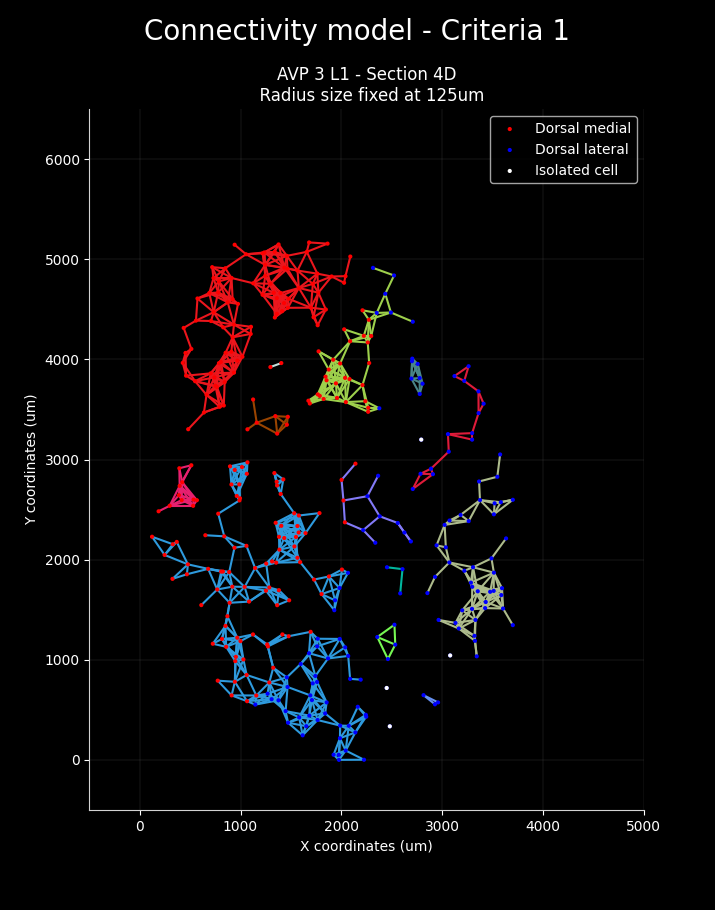 Connectivity model - Criteria 1
AVP 3 L1 - Section 4D
Radius size fixed at 125um
Dorsal medial
Dorsal lateral
Isolated cell
6000
5000
4000
3000
2000
1000
0
Y coordinates (um)
0 1000 2000 3000 4000 5000
X coordinates (um)